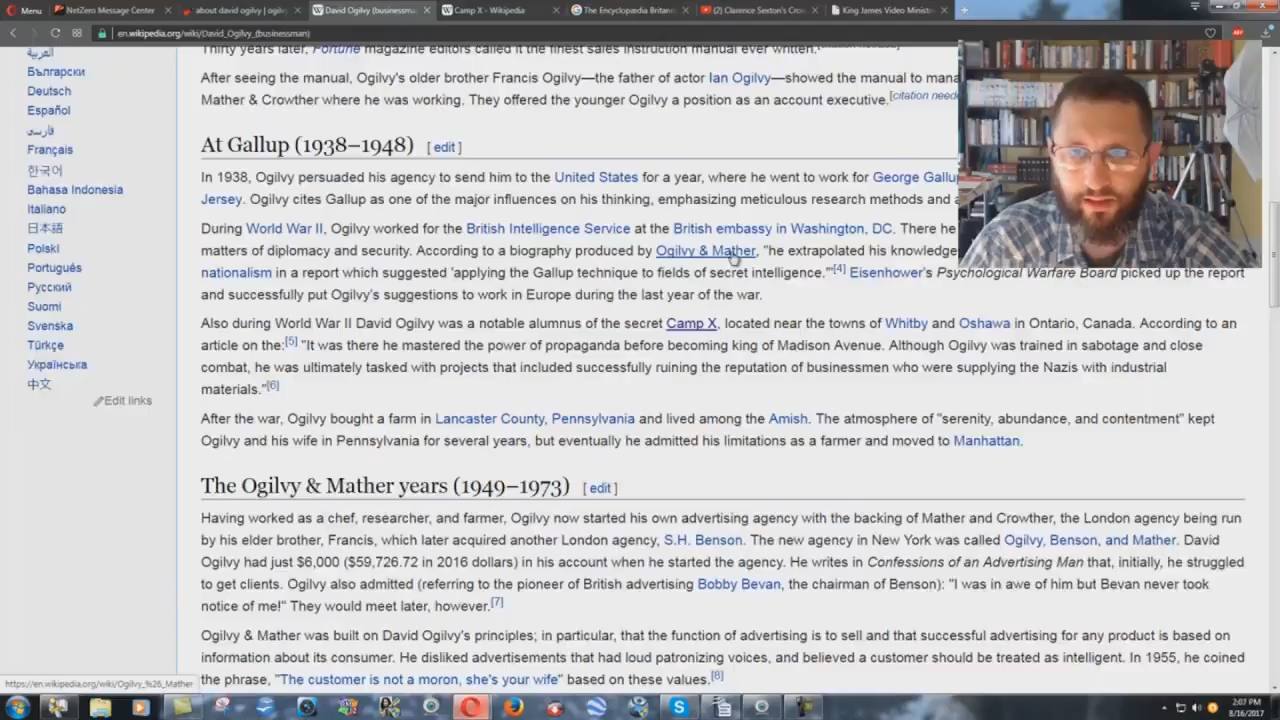 Menu
NetZero Message Center
about david ogilvy | ogilv
David Ogilvy (businessma
Camp X - Wikipedia
The Encyclopædia Britan
(2) Clarence Sexton's Cro
King James Video Minist
en.wikipedia.org/wiki/David_Ogilvy_(businessman)
العربية
Български
Deutsch
Español
فارسی
Français
한국어
Bahasa Indonesia
Italiano
日本語
Polski
Português
Русский
Suomi
Svenska
Türkçe
Українська
中文
Edit links
Thirty years later, Fortune magazine editors called it the finest sales instruction manual ever written.
After seeing the manual, Ogilvy's older brother Francis Ogilvy—the father of actor Ian Ogilvy—showed the manual to mana
Mather & Crowther where he was working. They offered the younger Ogilvy a position as an account executive.[citation neede
At Gallup (1938–1948) [ edit ]
In 1938, Ogilvy persuaded his agency to send him to the United States for a year, where he went to work for George Gallup
Jersey. Ogilvy cites Gallup as one of the major influences on his thinking, emphasizing meticulous research methods and a
During World War II, Ogilvy worked for the British Intelligence Service at the British embassy in Washington, DC. There he
matters of diplomacy and security. According to a biography produced by Ogilvy & Mather, "he extrapolated his knowledge
nationalism in a report which suggested 'applying the Gallup technique to fields of secret intelligence.'"[4] Eisenhower's Psychological Warfare Board picked up the report
and successfully put Ogilvy's suggestions to work in Europe during the last year of the war.
Also during World War II David Ogilvy was a notable alumnus of the secret Camp X, located near the towns of Whitby and Oshawa in Ontario, Canada. According to an
article on the:[5] "It was there he mastered the power of propaganda before becoming king of Madison Avenue. Although Ogilvy was trained in sabotage and close
combat, he was ultimately tasked with projects that included successfully ruining the reputation of businessmen who were supplying the Nazis with industrial
materials."[6]
After the war, Ogilvy bought a farm in Lancaster County, Pennsylvania and lived among the Amish. The atmosphere of "serenity, abundance, and contentment" kept
Ogilvy and his wife in Pennsylvania for several years, but eventually he admitted his limitations as a farmer and moved to Manhattan.
The Ogilvy & Mather years (1949–1973) [ edit ]
Having worked as a chef, researcher, and farmer, Ogilvy now started his own advertising agency with the backing of Mather and Crowther, the London agency being run
by his elder brother, Francis, which later acquired another London agency, S.H. Benson. The new agency in New York was called Ogilvy, Benson, and Mather. David
Ogilvy had just $6,000 ($59,726.72 in 2016 dollars) in his account when he started the agency. He writes in Confessions of an Advertising Man that, initially, he struggled
to get clients. Ogilvy also admitted (referring to the pioneer of British advertising Bobby Bevan, the chairman of Benson): "I was in awe of him but Bevan never took
notice of me!" They would meet later, however.[7]
Ogilvy & Mather was built on David Ogilvy's principles; in particular, that the function of advertising is to sell and that successful advertising for any product is based on
information about its consumer. He disliked advertisements that had loud patronizing voices, and believed a customer should be treated as intelligent. In 1955, he coined
the phrase, "The customer is not a moron, she's your wife" based on these values.[8]
https://en.wikipedia.org/wiki/Ogilvy_%26_Mather
2:07 PM
8/16/2017